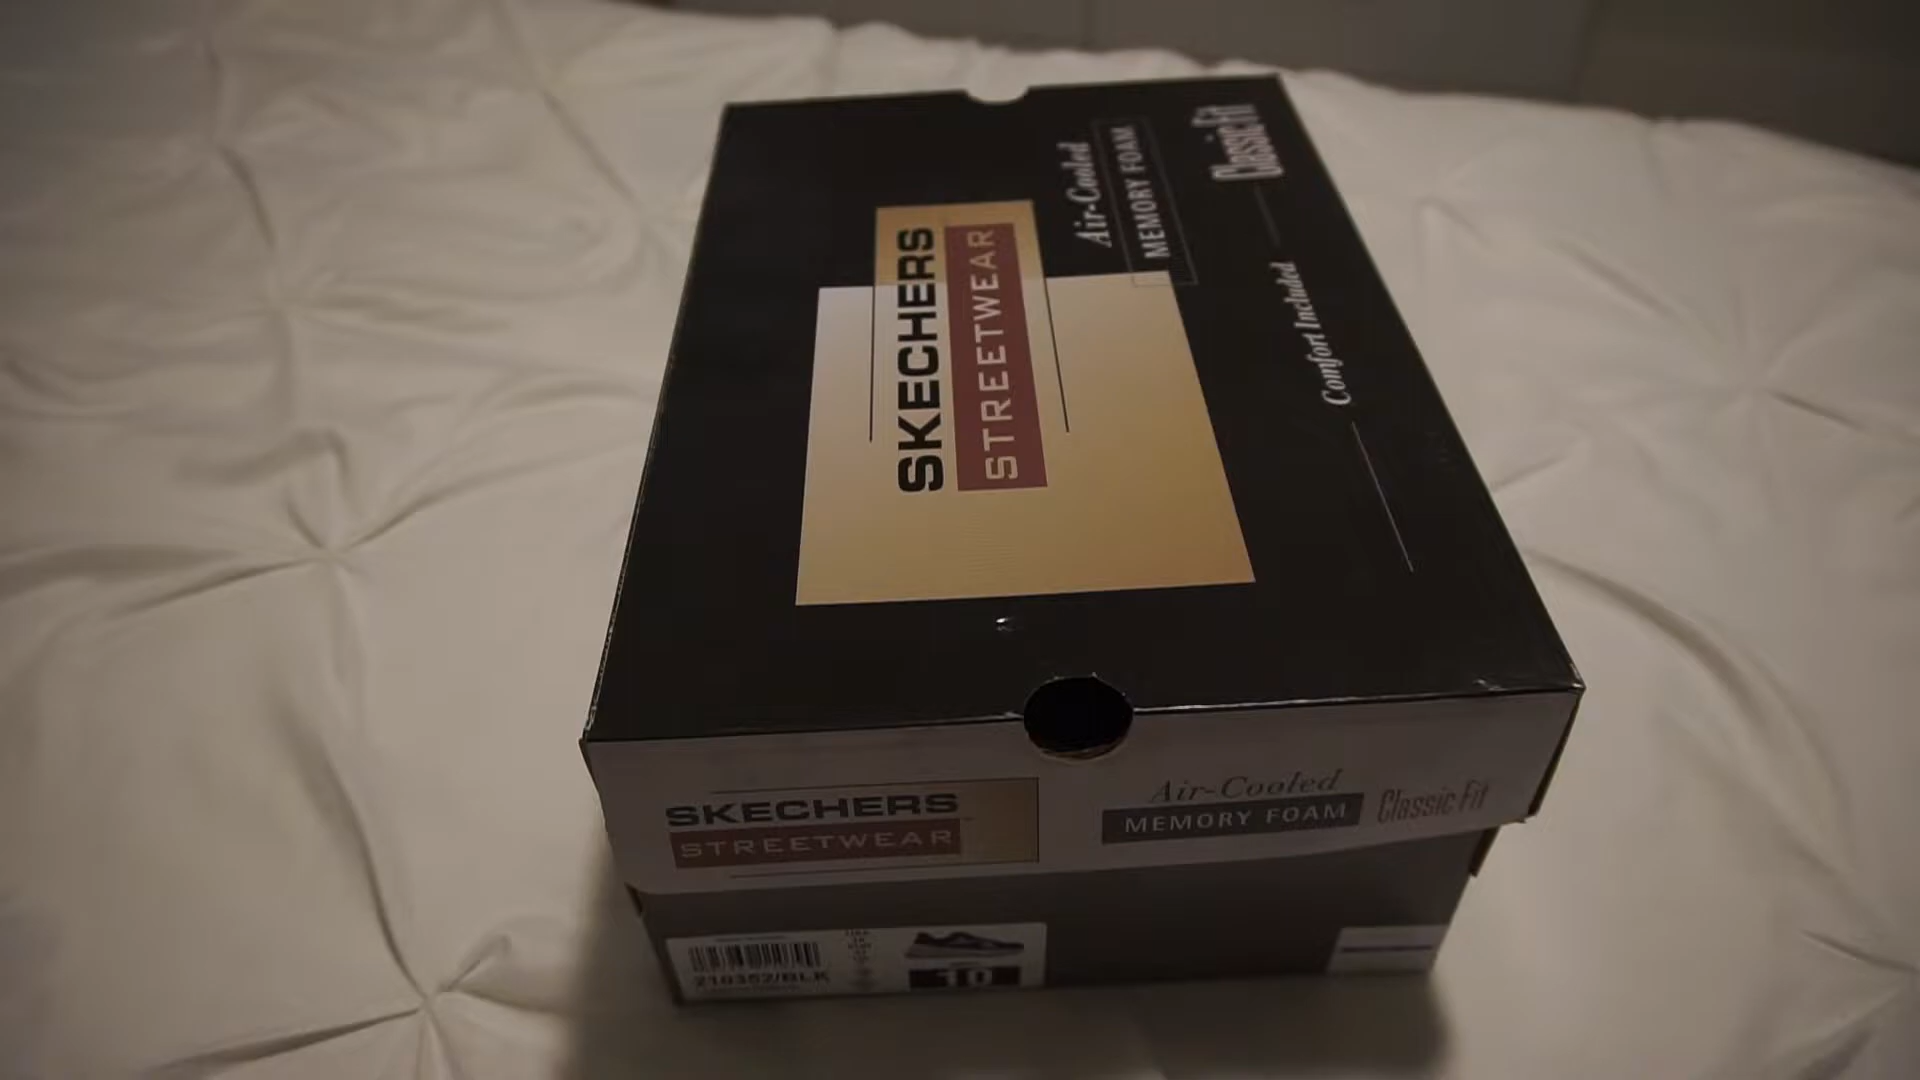 SKECHERS
STREETWEAR
Air-Cooled
MEMORY FOAM
Classic Fit
Comfort Included
SKECHERS
STREETWEAR
Air-Cooled
MEMORY FOAM
Classic Fit
210352/BLK
10